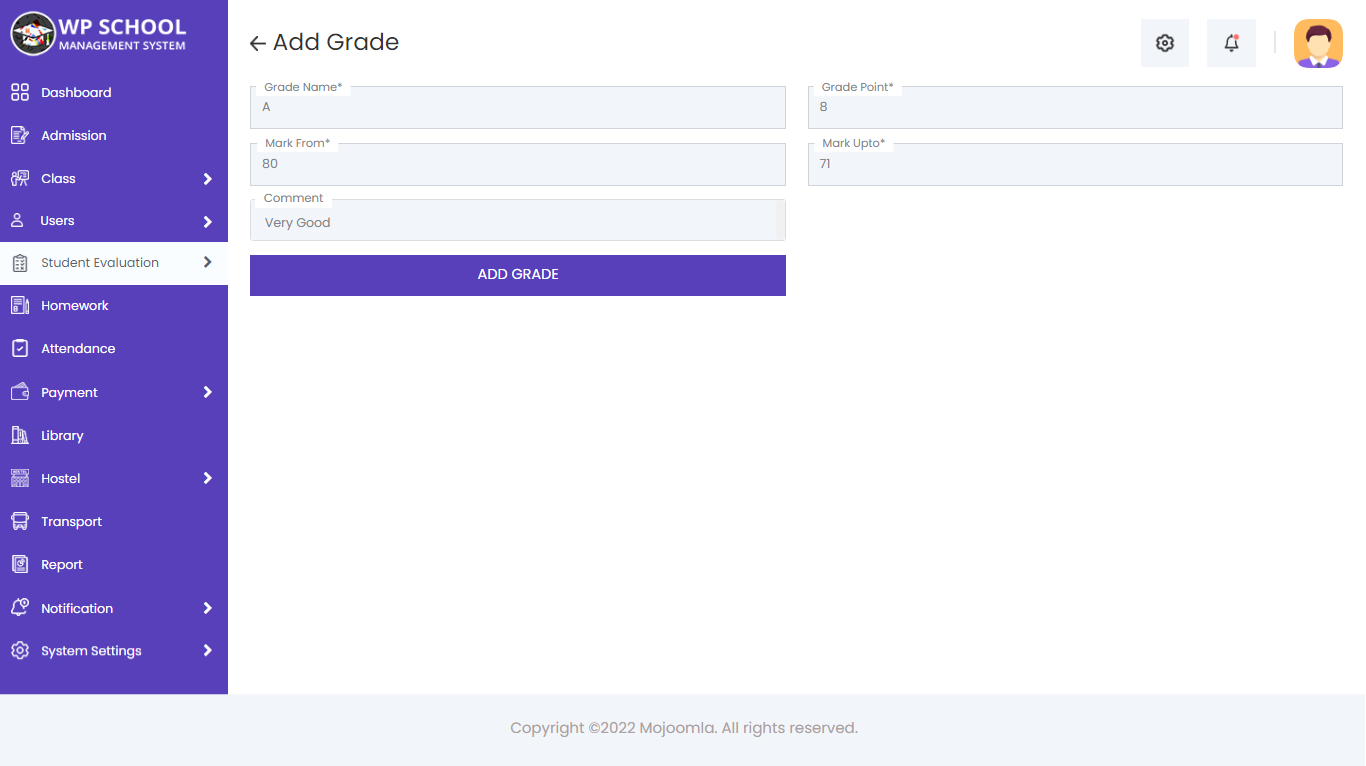 WP SCHOOL
MANAGEMENT SYSTEM
Dashboard
Admission
Class
Users
Student Evaluation
Homework
Attendance
Payment
Library
Hostel
Transport
Report
Notification
System Settings
Add Grade
Grade Name*
A
Grade Point*
8
Mark From*
80
Mark Upto*
71
Comment
Very Good
ADD GRADE
Copyright ©2022 Mojoomla. All rights reserved.